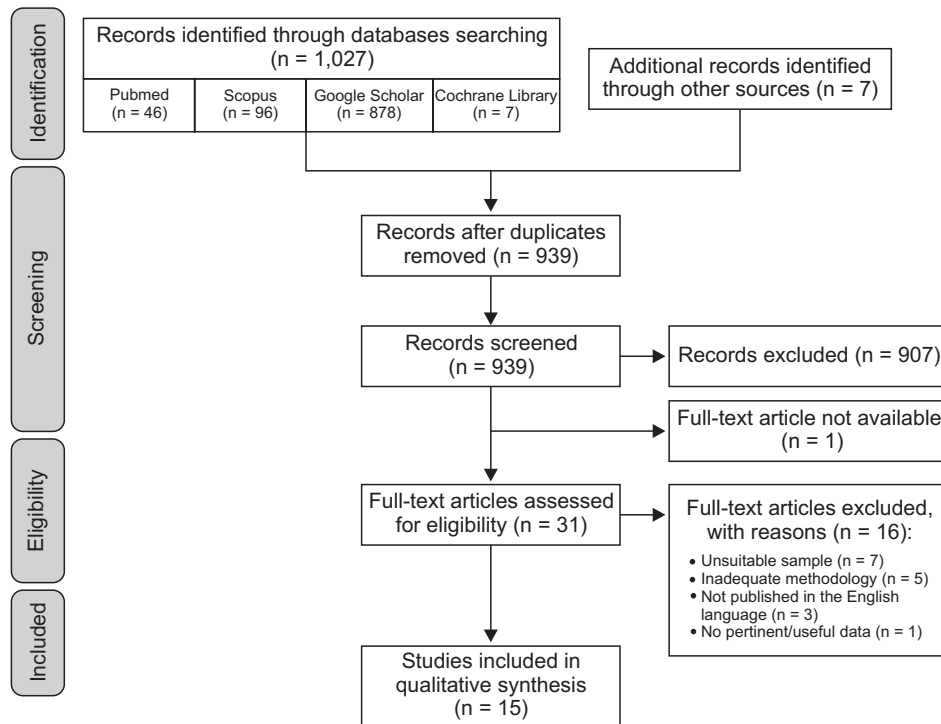 Identification
Records identified through databases searching
(n = 1,027)
Pubmed
(n = 46)
Scopus
(n = 96)
Google Scholar
(n = 878)
Cochrane Library
(n = 7)
Additional records identified
through other sources (n = 7)
Screening
Records after duplicates
removed (n = 939)
Records screened
(n = 939)
Records excluded (n = 907)
Full-text article not available
(n = 1)
Eligibility
Full-text articles assessed
for eligibility (n = 31)
Full-text articles excluded,
with reasons (n = 16):
• Unsuitable sample (n = 7)
• Inadequate methodology (n = 5)
• Not published in the English
language (n = 3)
• No pertinent/useful data (n = 1)
Included
Studies included in
qualitative synthesis
(n = 15)